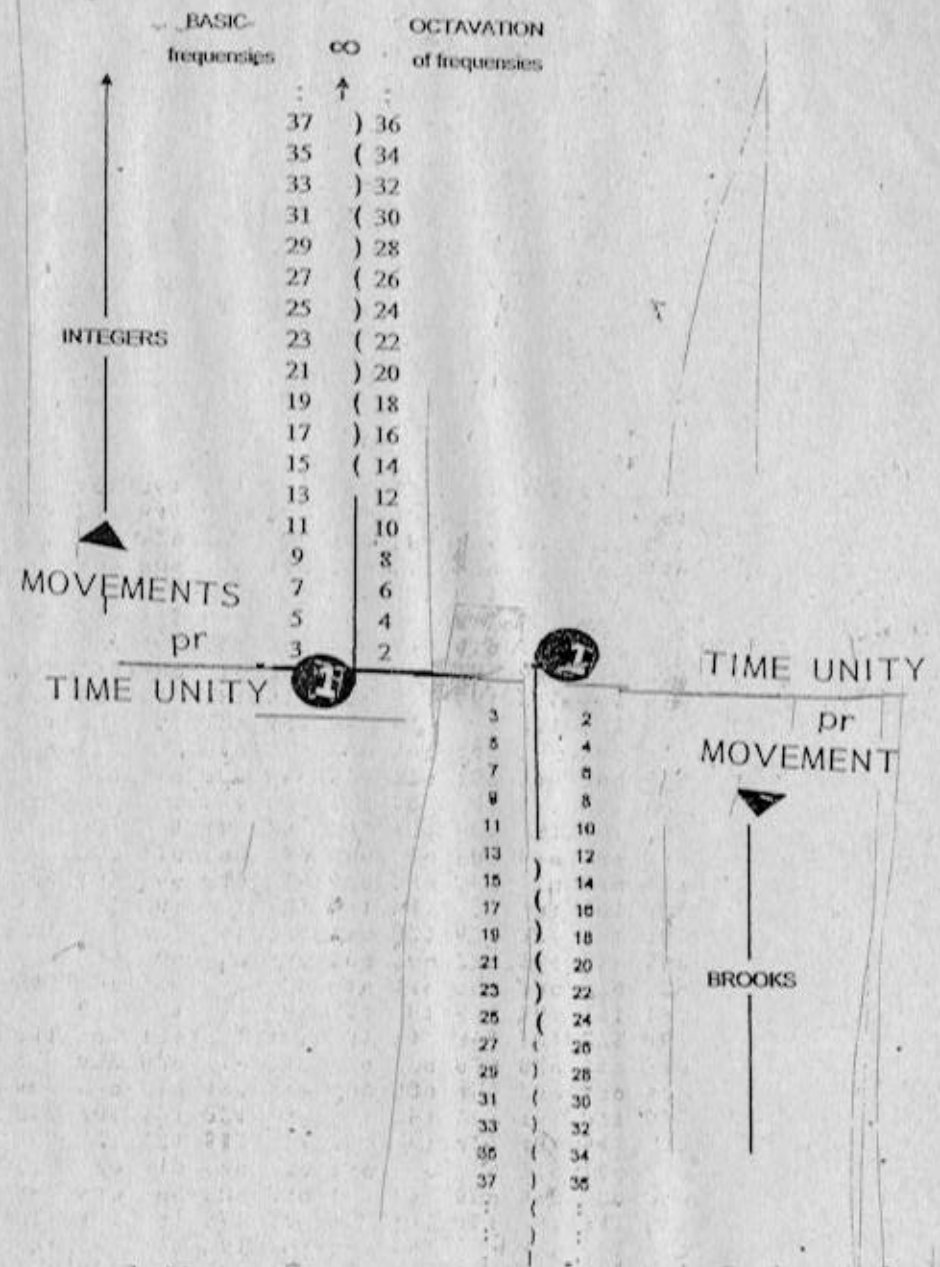 BASIC
frequensies
∞
OCTAVATION
of frequensies
: ↑ :
37 ) 36
35 ( 34
33 ) 32
31 ( 30
29 ) 28
27 ( 26
25 ) 24
INTEGERS
23 ( 22
21 ) 20
19 ( 18
17 ) 16
15 ( 14
13 12
11 10
9 8
MOVEMENTS
7 6
5 4
pr
3 2
TIME UNITY
1
1
TIME UNITY
3 2
pr
5 4
MOVEMENT
7 6
9 8
11 10
13 12
15 ) 14
17 ( 16
19 ) 18
21 ( 20
BROOKS
23 ) 22
25 ( 24
27 ( 26
29 ) 28
31 ( 30
33 ) 32
35 ( 34
37 ) 36
: ( :
: ) :